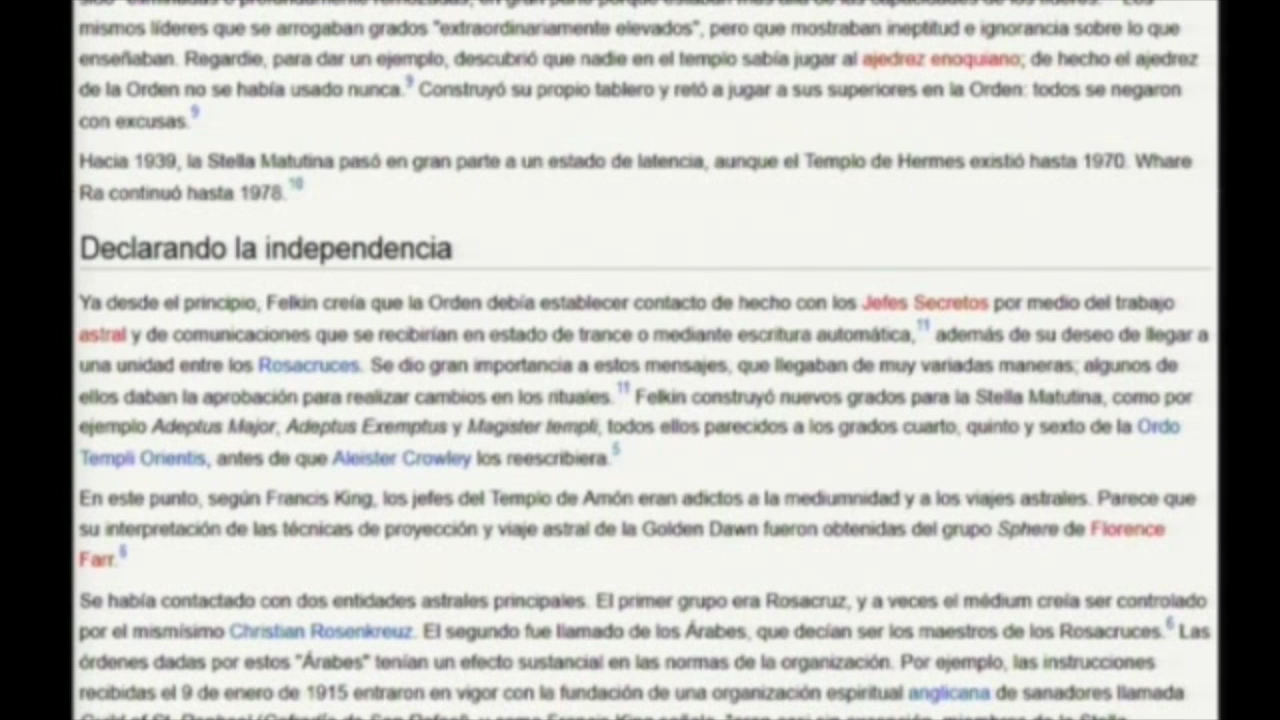 mismos líderes que se arrogaban grados "extraordinariamente elevados", pero que mostraban ineptitud e ignorancia sobre lo que
enseñaban. Regardie, para dar un ejemplo, descubrió que nadie en el templo sabía jugar al ajedrez enoquiano; de hecho el ajedrez
de la Orden no se había usado nunca.9 Construyó su propio tablero y retó a jugar a sus superiores en la Orden: todos se negaron
con excusas.9
Hacia 1939, la Stella Matutina pasó en gran parte a un estado de latencia, aunque el Templo de Hermes existió hasta 1970. Whare
Ra continuó hasta 1978.10
Declarando la independencia
Ya desde el principio, Felkin creía que la Orden debía establecer contacto de hecho con los Jefes Secretos por medio del trabajo
astral y de comunicaciones que se recibirían en estado de trance o mediante escritura automática,11 además de su deseo de llegar a
una unidad entre los Rosacruces. Se dio gran importancia a estos mensajes, que llegaban de muy variadas maneras; algunos de
ellos daban la aprobación para realizar cambios en los rituales.11 Felkin construyó nuevos grados para la Stella Matutina, como por
ejemplo Adeptus Major, Adeptus Exemptus y Magister templi, todos ellos parecidos a los grados cuarto, quinto y sexto de la Ordo
Templi Orientis, antes de que Aleister Crowley los reescribiera.5
En este punto, según Francis King, los jefes del Templo de Amón eran adictos a la mediumnidad y a los viajes astrales. Parece que
su interpretación de las técnicas de proyección y viaje astral de la Golden Dawn fueron obtenidas del grupo Sphere de Florence
Farr.6
Se había contactado con dos entidades astrales principales. El primer grupo era Rosacruz, y a veces el médium creía ser controlado
por el mismísimo Christian Rosenkreuz. El segundo fue llamado de los Árabes, que decían ser los maestros de los Rosacruces.6 Las
órdenes dadas por estos "Árabes" tenían un efecto sustancial en las normas de la organización. Por ejemplo, las instrucciones
recibidas el 9 de enero de 1915 entraron en vigor con la fundación de una organización espiritual anglicana de sanadores llamada